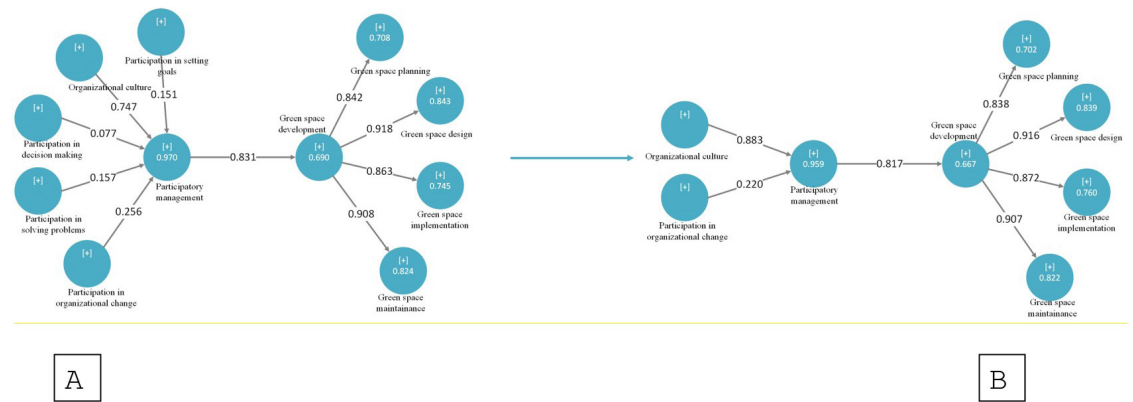 [+]
Participation in setting
goals
[+]
Organizational culture
0.151
0.747
[+]
Participation in
decision making
0.077
[+]
Participation in
solving problems
0.157
[+]
Participation in
organizational change
0.256
[+]
0.970
Participatory
management
0.831
Green space
development
[+]
0.690
0.842
[+]
0.708
Green space planning
0.918
[+]
0.843
Green space design
0.863
[+]
0.745
Green space
implementation
0.908
[+]
0.824
Green space
maintainance
[+]
Organizational culture
0.883
[+]
Participation in
organizational change
0.220
[+]
0.959
Participatory
management
0.817
Green space
development
[+]
0.667
0.838
[+]
0.702
Green space planning
0.916
[+]
0.839
Green space design
0.872
[+]
0.760
Green space
implementation
0.907
[+]
0.822
Green space
maintainance
A
B